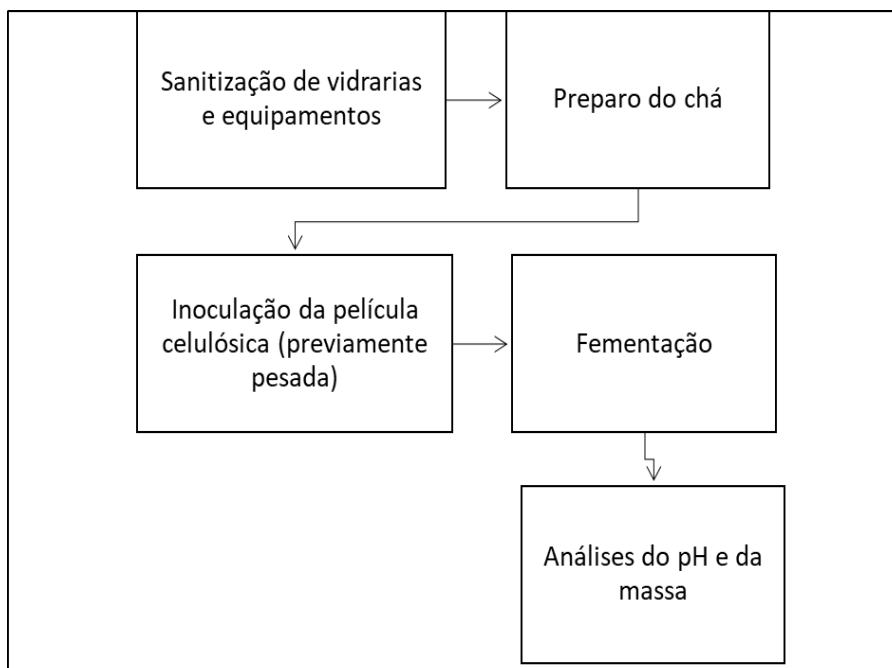 Sanitização de vidrarias
e equipamentos
Preparo do chá
Inoculação da película
celulósica (previamente
pesada)
Fementação
Análises do pH e da
massa